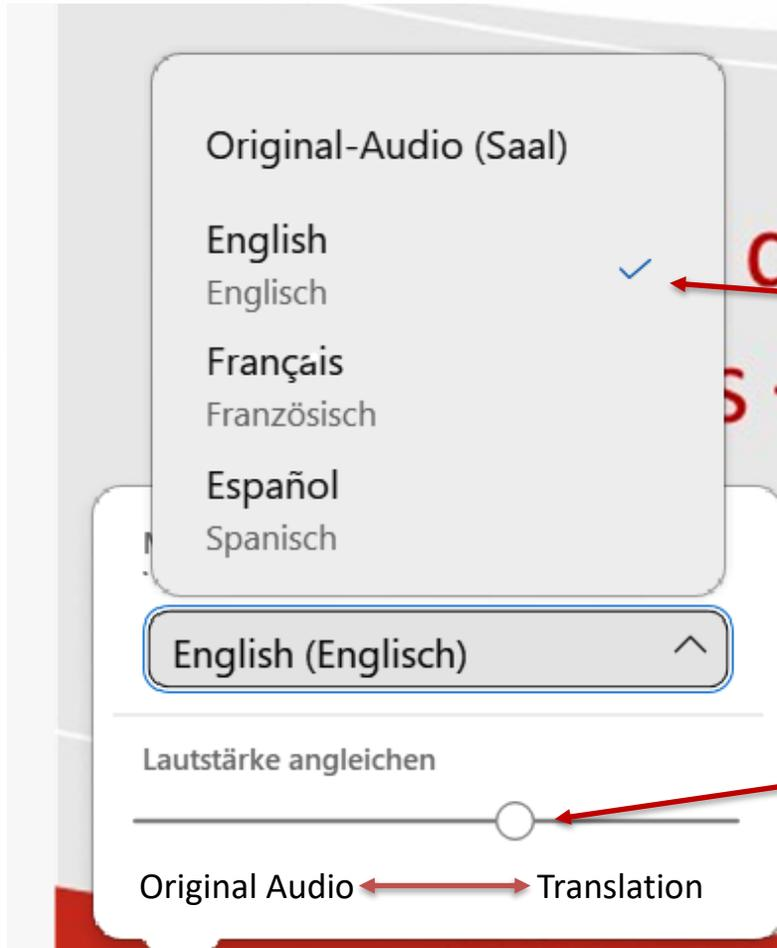 Original-Audio (Saal)
English
Englisch
Français
Französisch
Español
Spanisch
English (Englisch)
Lautstärke angleichen
Original Audio Translation